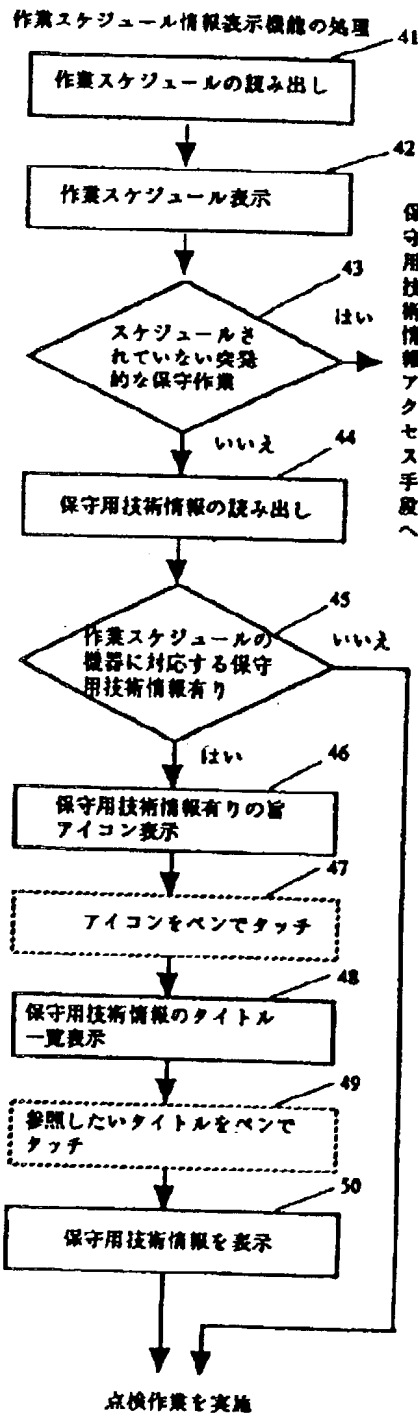 作業スケジュール情報表示機能の処理
41
作業スケジュールの読み出し
42
作業スケジュール表示
43
スケジュールさ
れていない突発
的な保守作業
はい
保守用技術情報アクセス手段へ
いいえ
44
保守用技術情報の読み出し
45
作業スケジュールの
機器に対応する保守
用技術情報有り
いいえ
はい
46
保守用技術情報有りの旨
アイコン表示
47
アイコンをペンでタッチ
48
保守用技術情報のタイトル
一覧表示
49
参照したいタイトルをペンで
タッチ
50
保守用技術情報を表示
点検作業を実施